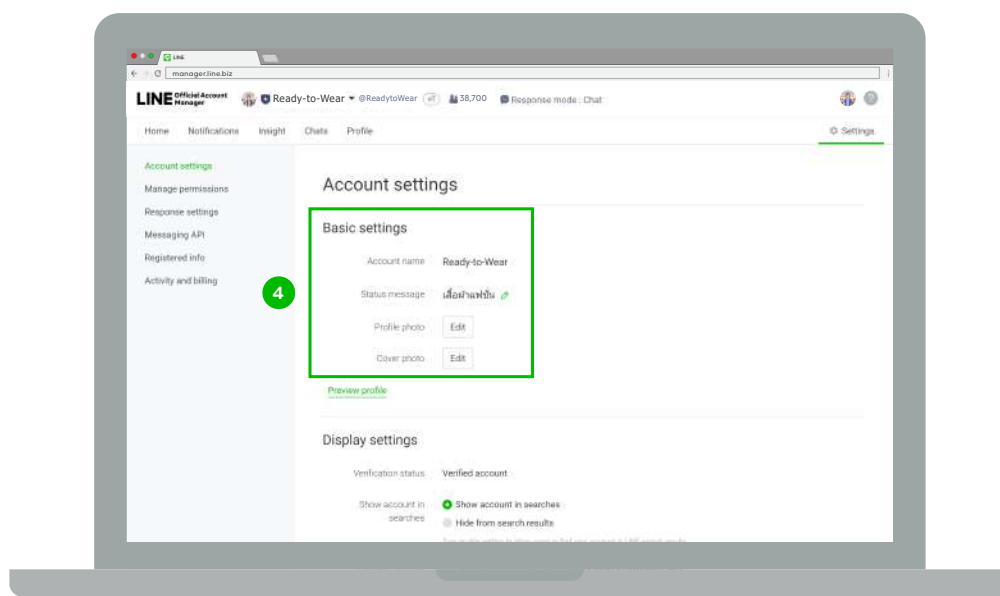 LINE
manager.line.biz
LINE Official Account Manager Ready-to-Wear @ReadytoWear ฟรี 38,700 Response mode : Chat
Home Notifications Insight Chats Profile Settings
Account settings
Manage permissions
Response settings
Messaging API
Registered info
Activity and billing
Account settings
4
Basic settings
Account name Ready-to-Wear
Status message เสื้อผ้าแฟชั่น
Profile photo Edit
Cover photo Edit
Preview profile
Display settings
Verification status Verified account
Show account in searches Show account in searches
Hide from search results